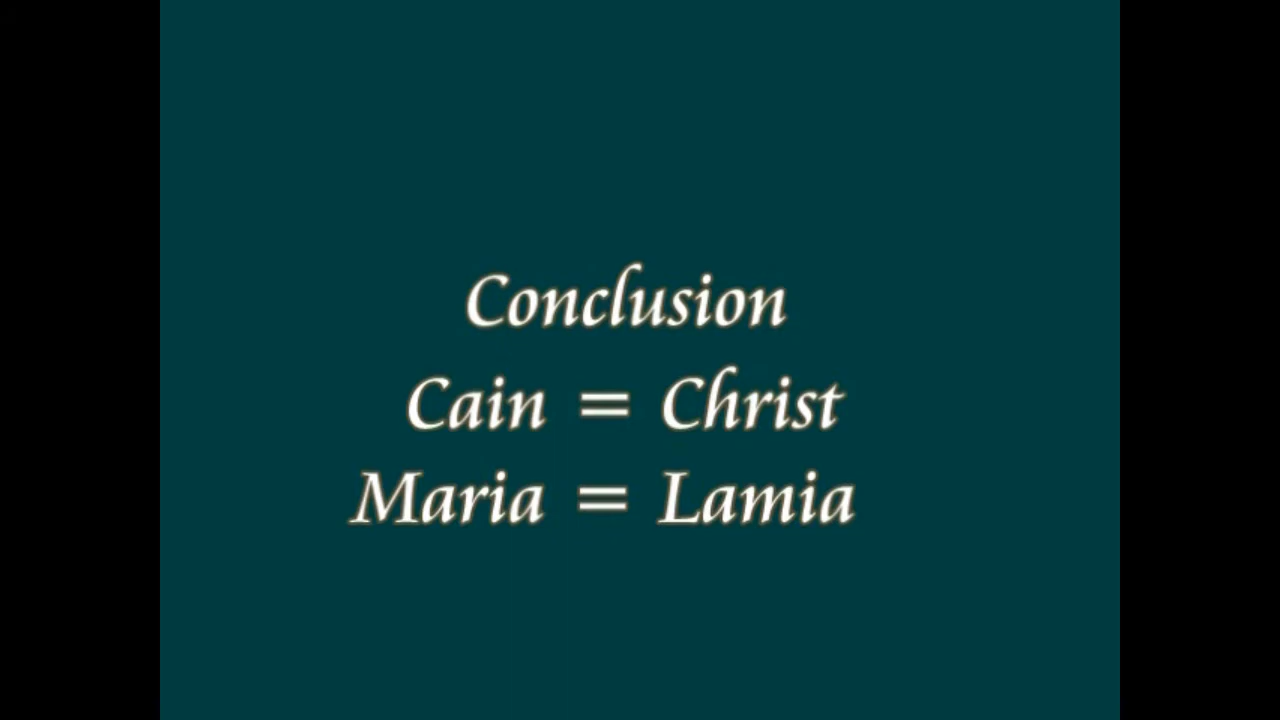 Conclusion
Cain = Christ
Maria = Lamia